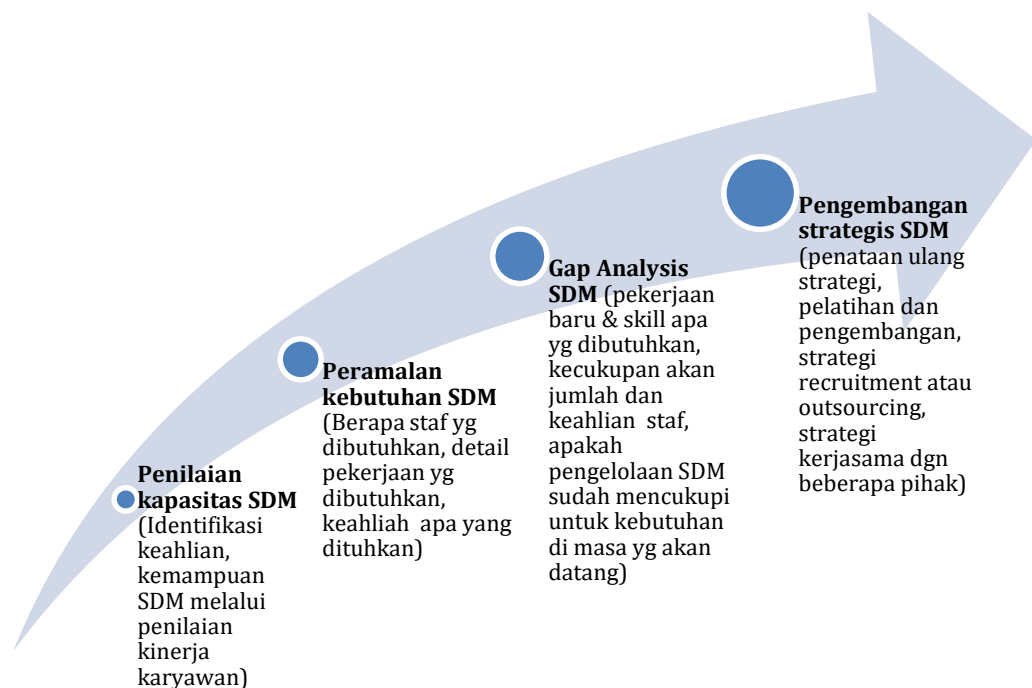 Penilaian
kapasitas SDM
(Identifikasi
keahlian,
kemampuan
SDM melalui
penilaian
kinerja
karyawan)
Peramalan
kebutuhan SDM
(Berapa staf yg
dibutuhkan, detail
pekerjaan yg
dibutuhkan,
keahliah apa yang
dituhkan)
Gap Analysis
SDM (pekerjaan
baru & skill apa
yg dibutuhkan,
kecukupan akan
jumlah dan
keahlian staf,
apakah
pengelolaan SDM
sudah mencukupi
untuk kebutuhan
di masa yg akan
datang)
Pengembangan
strategis SDM
(penataan ulang
strategi,
pelatihan dan
pengembangan,
strategi
recruitment atau
outsourcing,
strategi
kerjasama dgn
beberapa pihak)